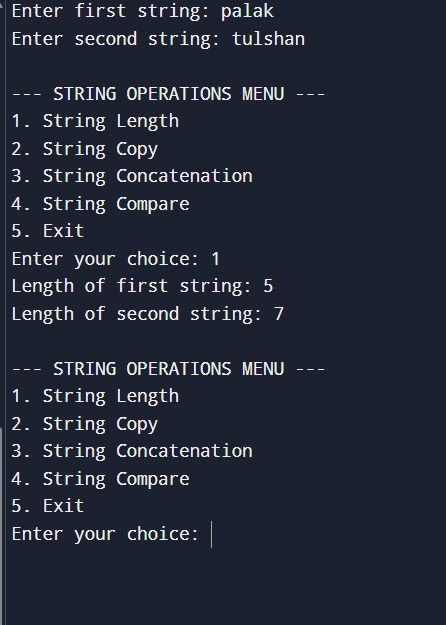 Enter first string: palak
Enter second string: tulshan
--- STRING OPERATIONS MENU ---
1. String Length
2. String Copy
3. String Concatenation
4. String Compare
5. Exit
Enter your choice: 1
Length of first string: 5
Length of second string: 7
--- STRING OPERATIONS MENU ---
1. String Length
2. String Copy
3. String Concatenation
4. String Compare
5. Exit
Enter your choice: